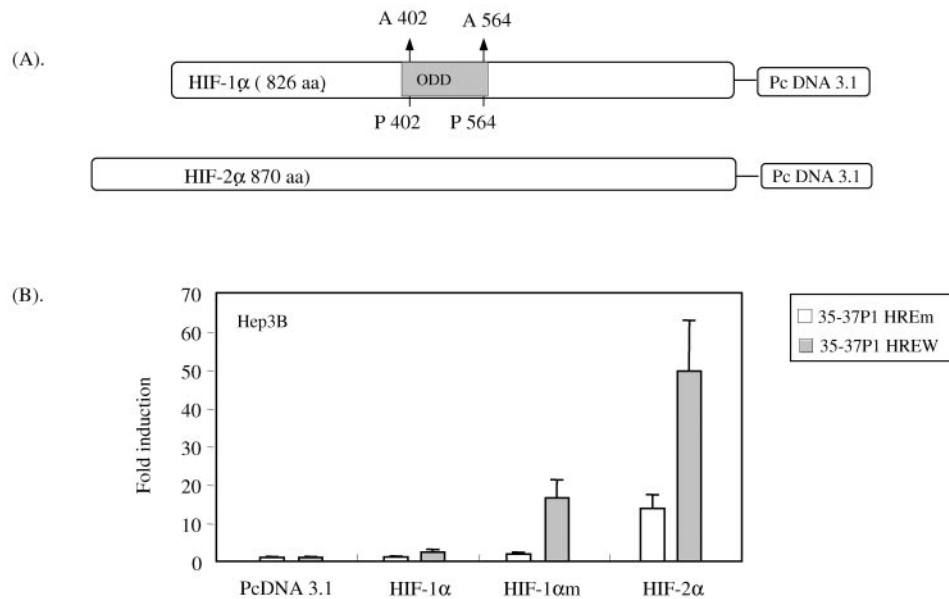 A 402 A 564
(A).
HIF-1α ( 826 aa) ODD Pc DNA 3.1
P 402 P 564
HIF-2α 870 aa) Pc DNA 3.1
(B).
70
60
50
40
30
20
10
0
Fold induction
Hep3B
35-37P1 HREm
35-37P1 HREW
PcDNA 3.1 HIF-1α HIF-1αm HIF-2α